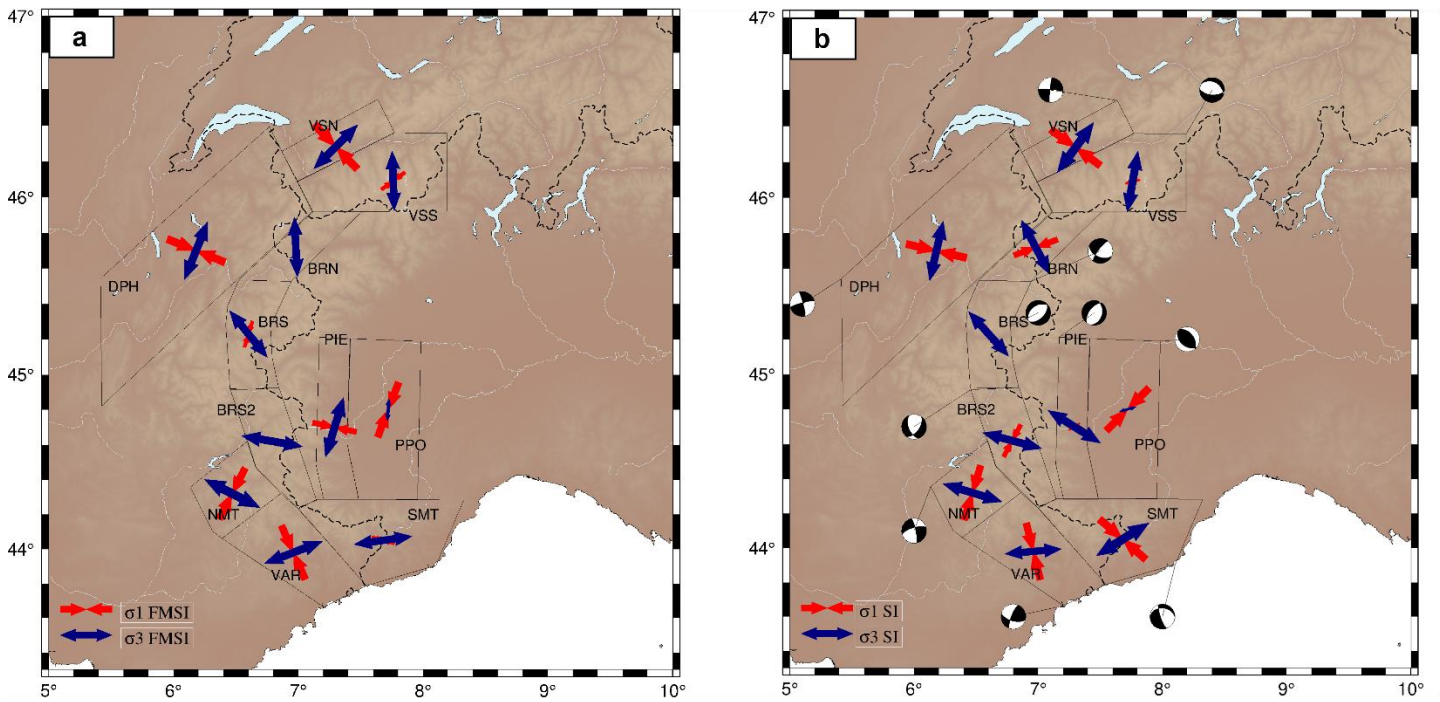 a
47°
46°
45°
44°
5°
6°
7°
8°
9°
10°
VSN
VSS
BRN
DPH
BRS
PIE
BRS2
PPO
NMT
SMT
VAR
σ1 FMSI
σ3 FMSI
b
47°
46°
45°
44°
5°
6°
7°
8°
9°
10°
VSN
VSS
BRN
DPH
BRS
PIE
BRS2
PPO
NMT
SMT
VAR
σ1 SI
σ3 SI